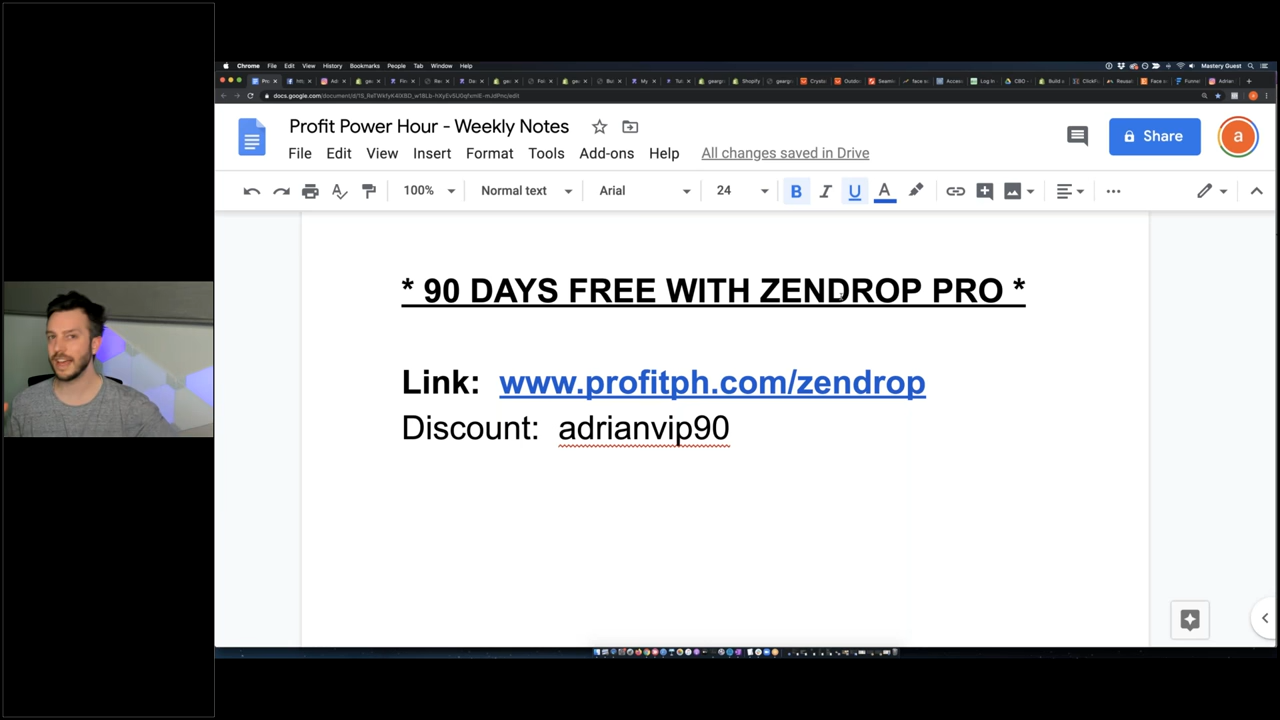 Chrome File Edit View History Bookmarks People Tab Window Help
Mastery Guest
Profit Power Hour - Weekly Notes
Share
a
File Edit View Insert Format Tools Add-ons Help All changes saved in Drive
100% Normal text Arial 24 B I U A
* 90 DAYS FREE WITH ZENDROP PRO *
Link: www.profitph.com/zendrop
Discount: adrianvip90